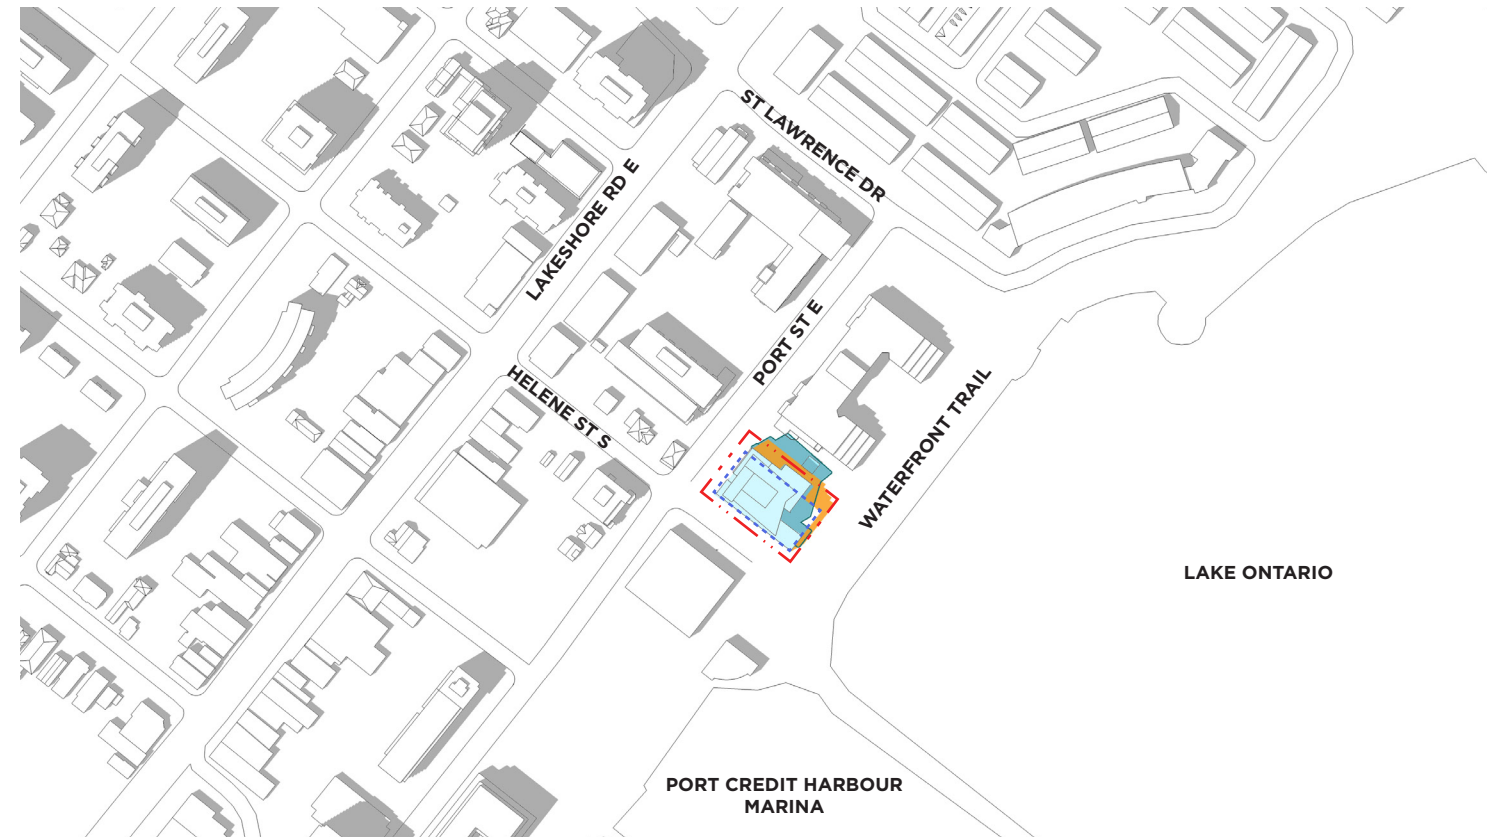 ST LAWRENCE DR
LAKESHORE RD E
PORT ST E
HELENE ST S
WATERFRONT TRAIL
LAKE ONTARIO
PORT CREDIT HARBOUR
MARINA